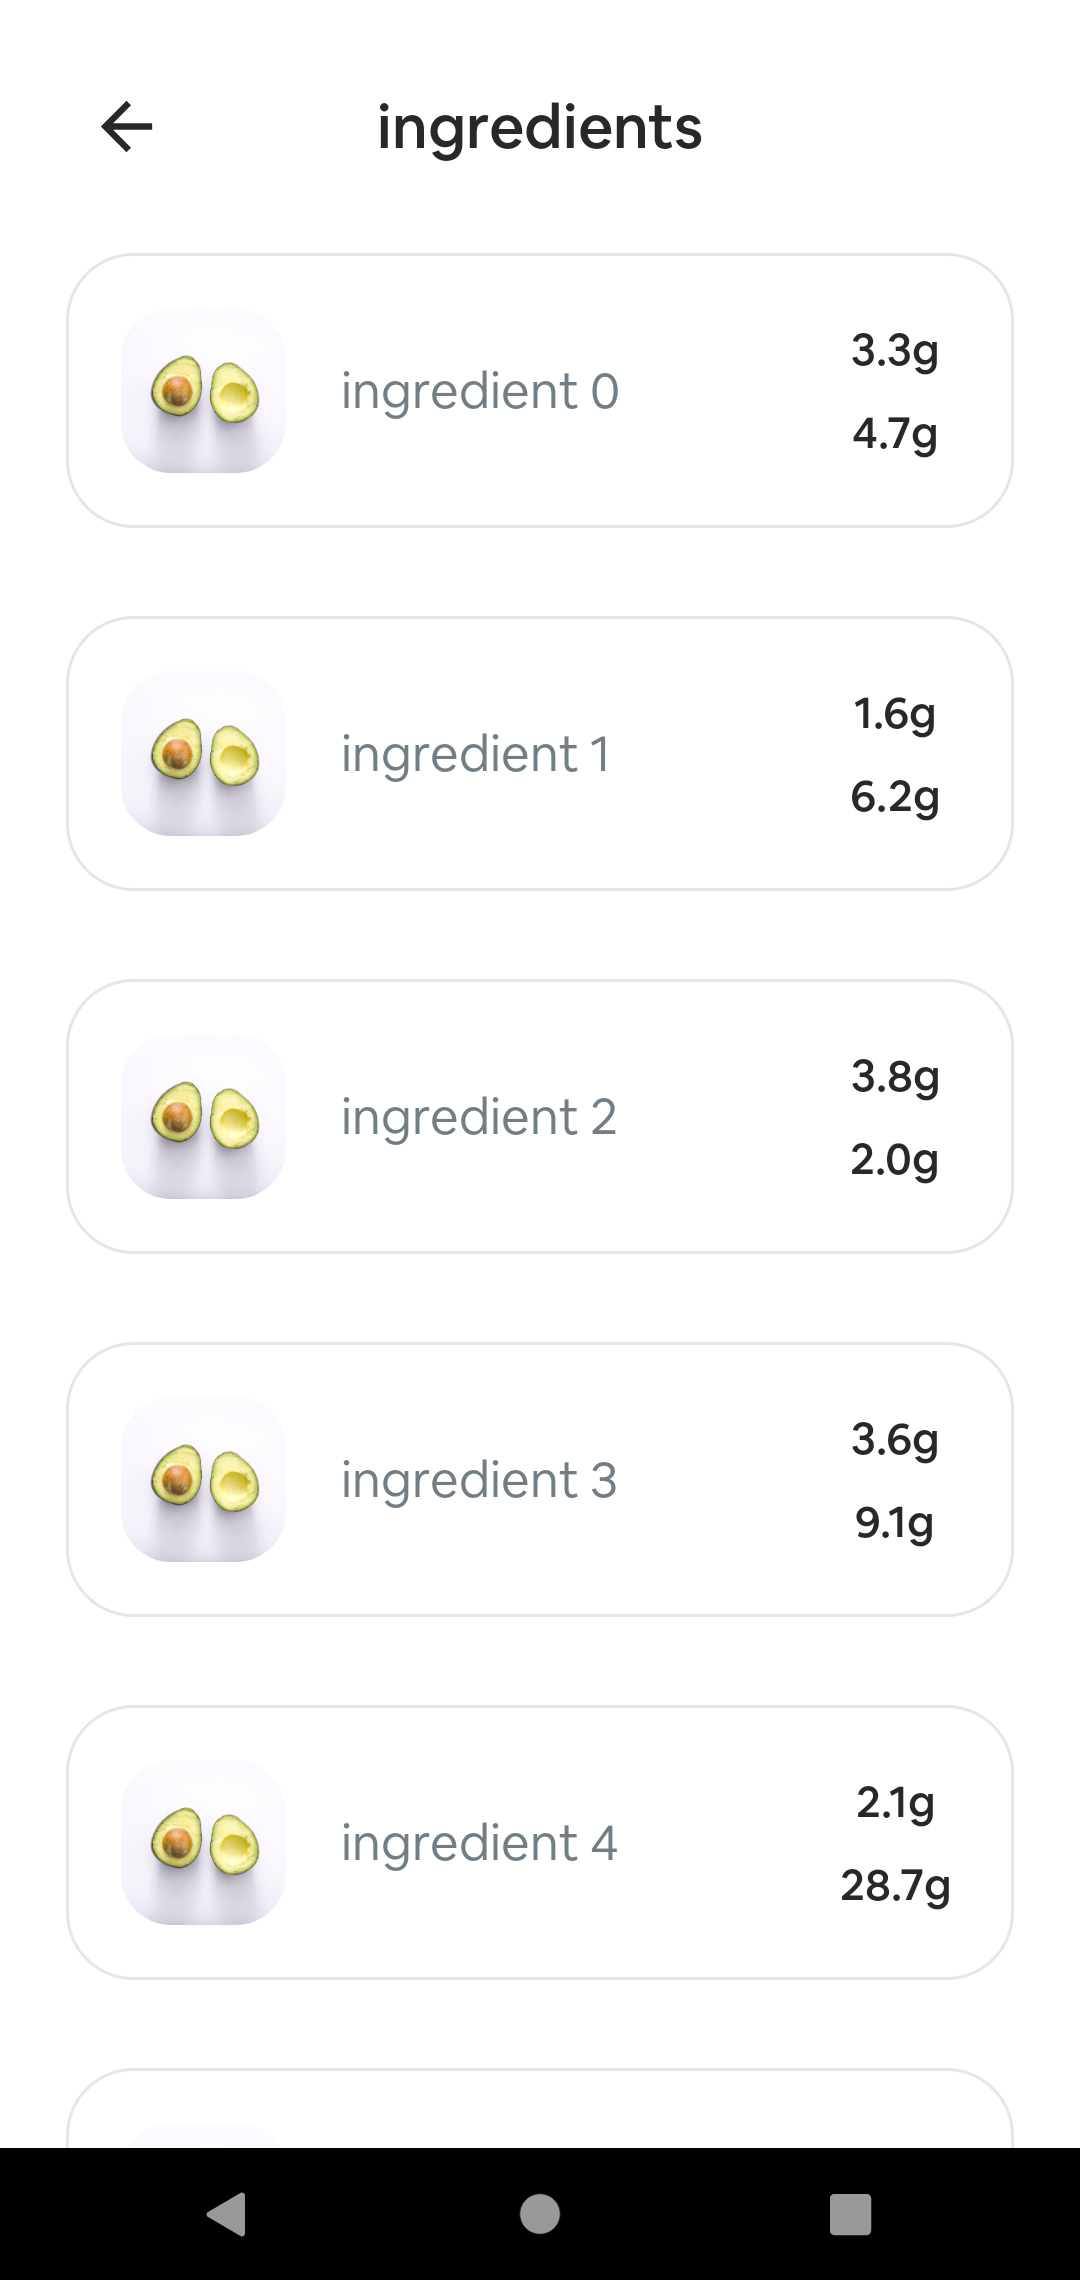 ingredients
ingredient 0
3.3g
4.7g
ingredient 1
1.6g
6.2g
ingredient 2
3.8g
2.0g
ingredient 3
3.6g
9.1g
ingredient 4
2.1g
28.7g